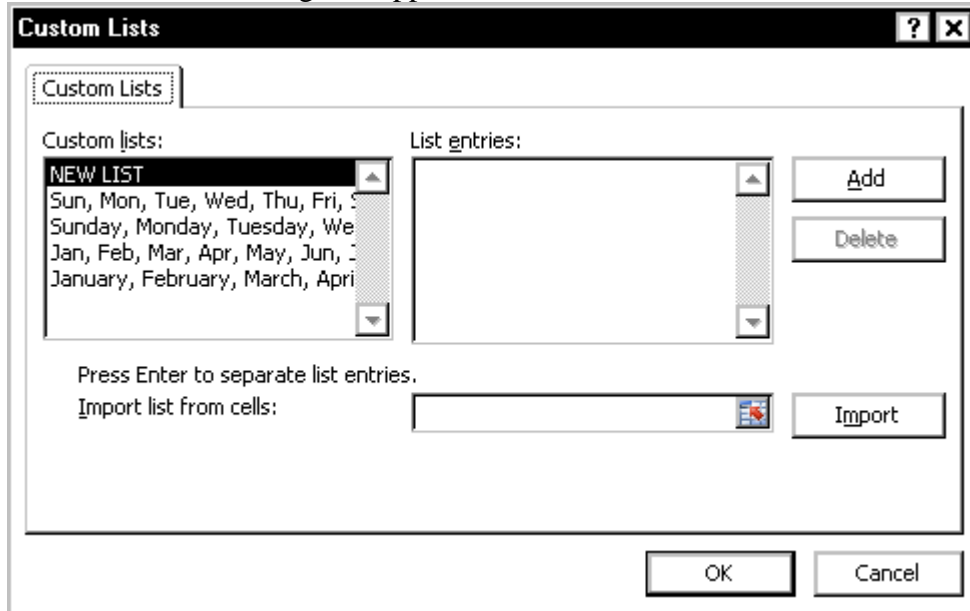 Custom Lists
Custom Lists
Custom lists:
List entries:
NEW LIST
Sun, Mon, Tue, Wed, Thu, Fri,
Sunday, Monday, Tuesday, We
Jan, Feb, Mar, Apr, May, Jun,
January, February, March, Apri
Add
Delete
Press Enter to separate list entries.
Import list from cells:
Import
OK
Cancel